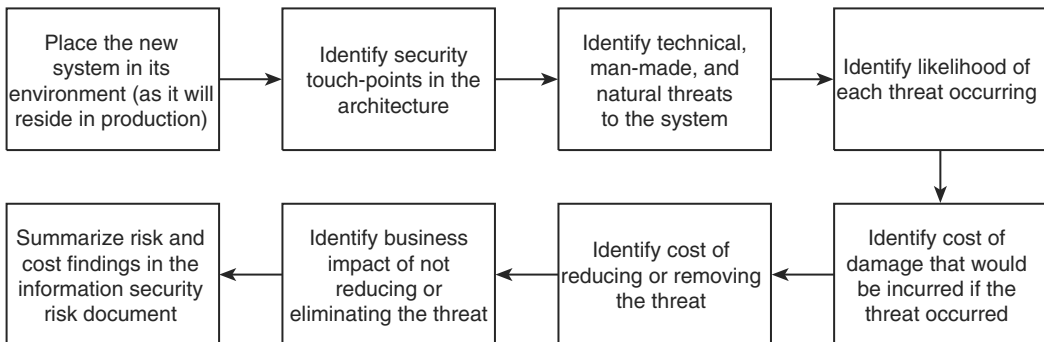 Place the new
system in its
environment (as it will
reside in production)
Identify security
touch-points in the
architecture
Identify technical,
man-made, and
natural threats
to the system
Identify likelihood of
each threat occurring
Identify cost of
damage that would
be incurred if the
threat occurred
Identify cost of
reducing or removing
the threat
Identify business
impact of not
reducing or
eliminating the threat
Summarize risk and
cost findings in the
information security
risk document